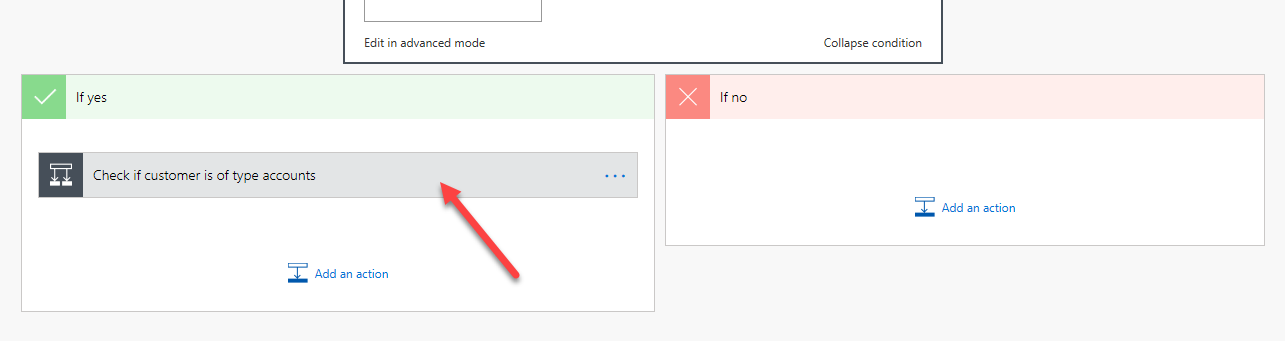 Edit in advanced mode
Collapse condition
If yes
If no
Check if customer is of type accounts
...
Add an action
Add an action